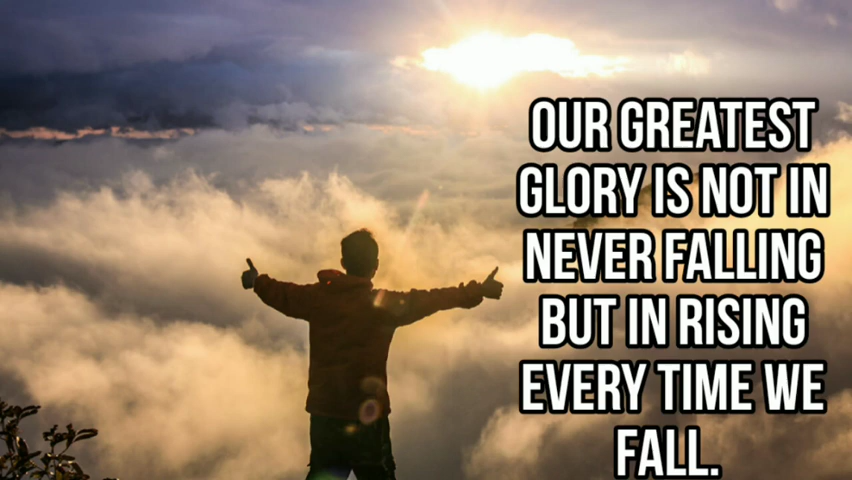 OUR GREATEST
GLORY IS NOT IN
NEVER FALLING
BUT IN RISING
EVERY TIME WE
FALL.